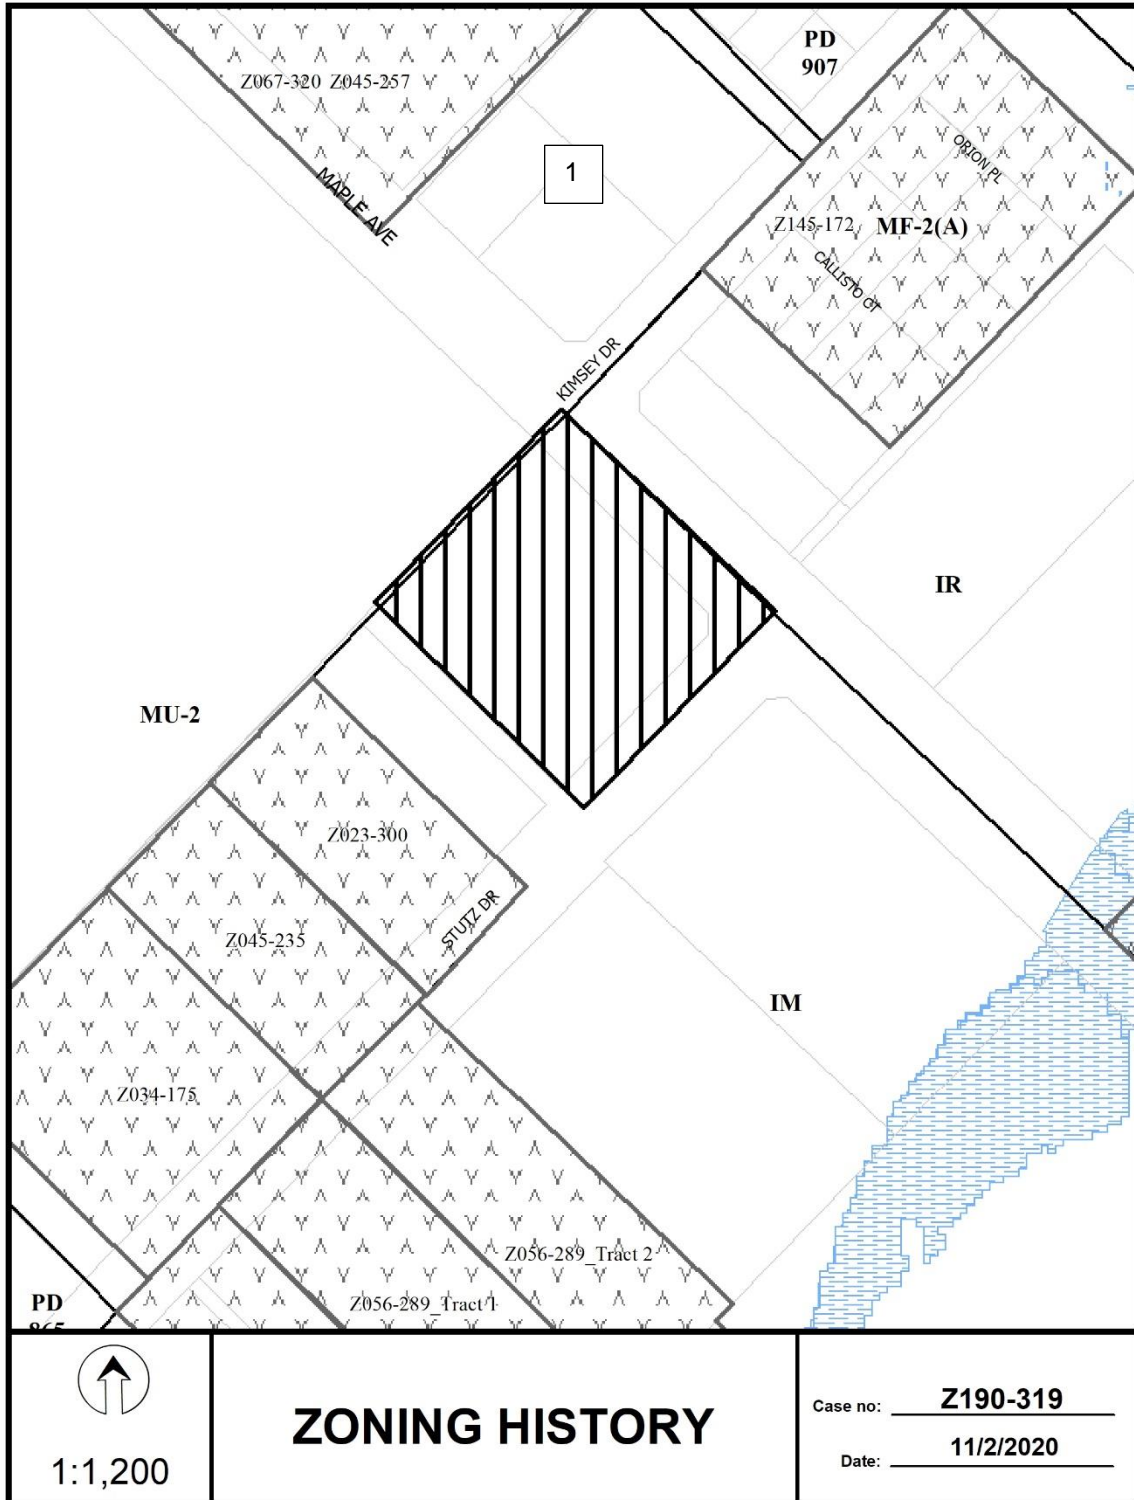 PD
907
Z067-320 Z045-257
1
ORION PL
MAPLE AVE
Z145-172 MF-2(A)
CALLISTO CT
KIMSEY DR
IR
MU-2
Z023-300
STUTZ DR
Z045-235
IM
Z034-175
Z056-289_Tract 2
PD
865
Z056-289_Tract 1
1:1,200
ZONING HISTORY
Case no: Z190-319
Date: 11/2/2020